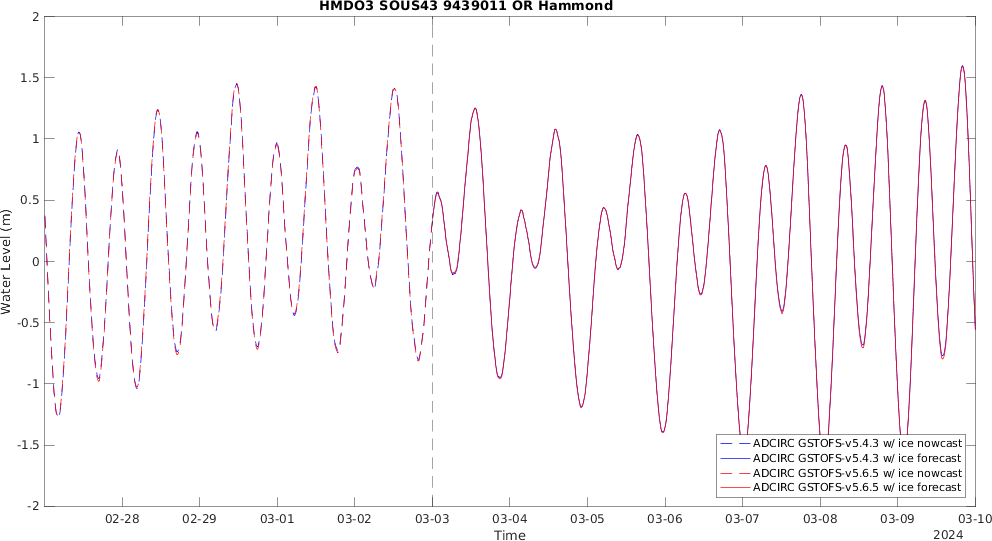 HMDO3 SOUS43 9439011 OR Hammond
2
1.5
1
0.5
0
-0.5
-1
-1.5
-2
Water Level (m)
ADCIRC GSTOFS-v5.4.3 w/ ice nowcast
ADCIRC GSTOFS-v5.4.3 w/ ice forecast
ADCIRC GSTOFS-v5.6.5 w/ ice nowcast
ADCIRC GSTOFS-v5.6.5 w/ ice forecast
02-28 02-29 03-01 03-02 03-03 03-04 03-05 03-06 03-07 03-08 03-09 03-10
Time
2024